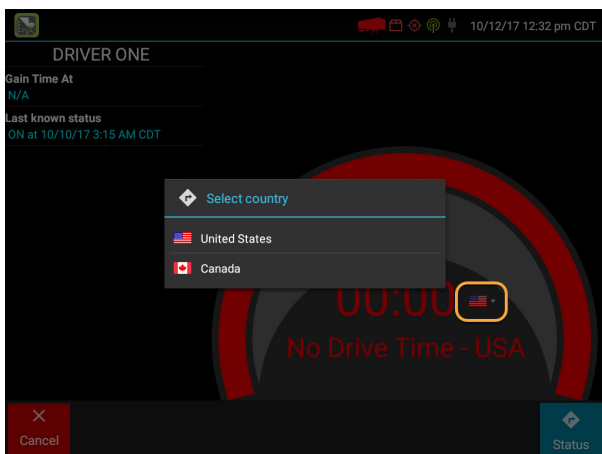 10/12/17 12:32 pm CDT
DRIVER ONE
Gain Time At
N/A
Last known status
ON at 10/10/17 3:15 AM CDT
Select country
United States
Canada
00:00
No Drive Time - USA
Cancel
Status